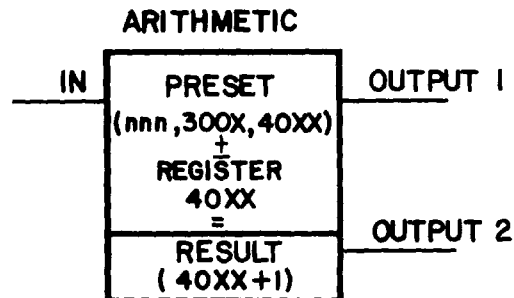 ARITHMETIC
IN PRESET OUTPUT 1
(nnn,300X,40XX)
±
REGISTER
40XX
=
RESULT OUTPUT 2
(40XX+1)